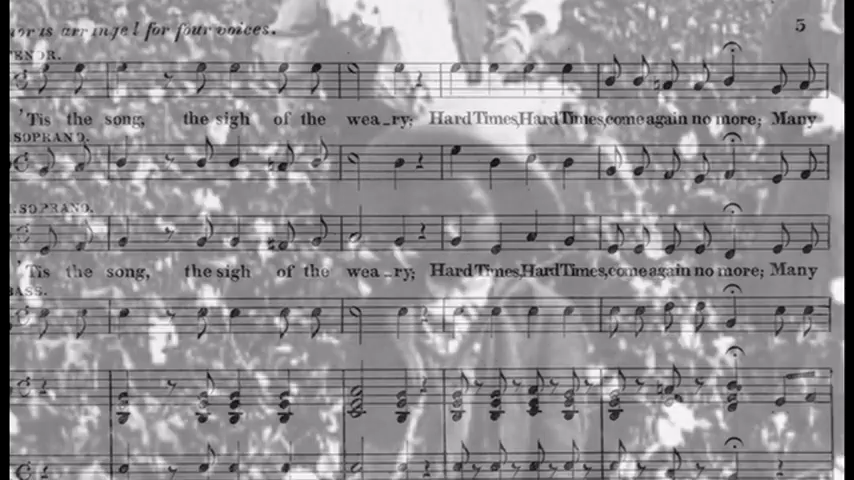 is arranged for four voices.
5
TENOR.
'Tis the song, the sigh of the wea_ry; Hard Times, Hard Times, come again no more; Many
SOPRANO.
SOPRANO.
'Tis the song, the sigh of the wea_ry; Hard Times, Hard Times, come again no more; Many
BASS.